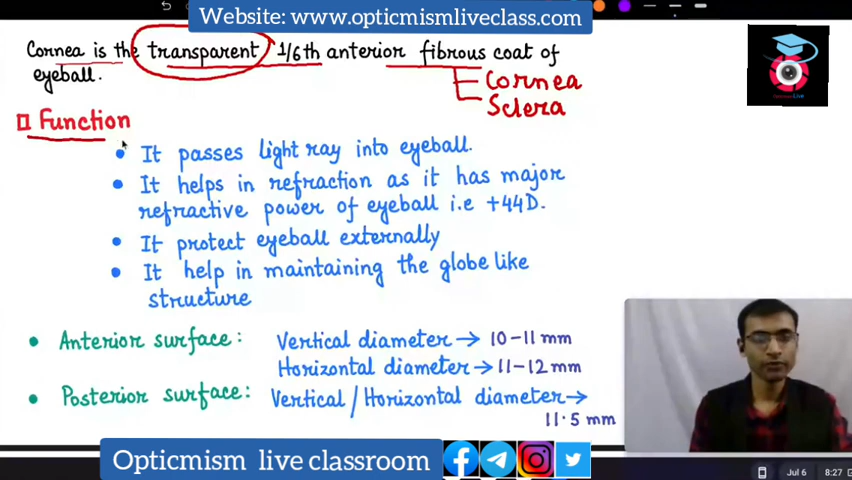 Website: www.opticmismliveclass.com
Cornea is the transparent 1/6th anterior fibrous coat of
eyeball.
Cornea
Sclera
Function
It passes light ray into eyeball.
It helps in refraction as it has major
refractive power of eyeball i.e +44D.
It protect eyeball externally
It help in maintaining the globe like
structure
Anterior surface: Vertical diameter → 10-11 mm
Horizontal diameter → 11-12 mm
Posterior surface: Vertical / Horizontal diameter →
11.5 mm
Opticmism live classroom
Jul 6 8:27